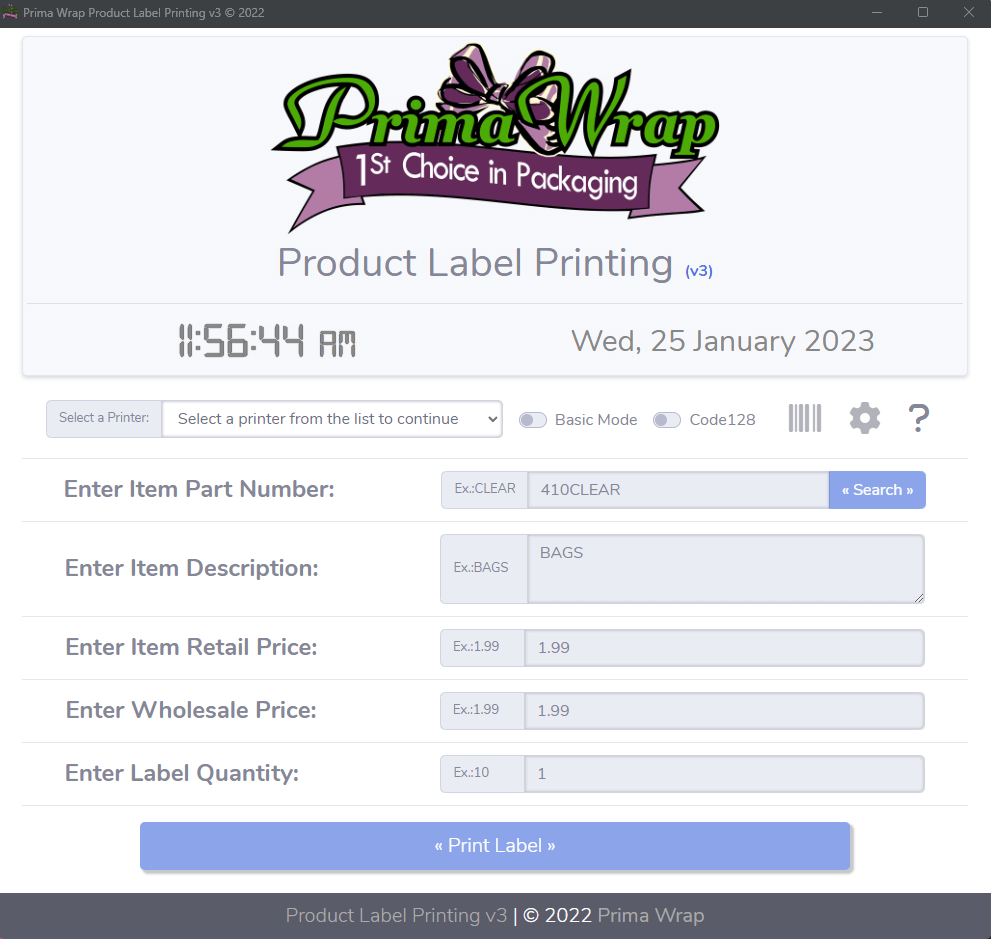 Prima Wrap Product Label Printing v3 © 2022
Prima Wrap
1St Choice in Packaging
Product Label Printing (v3)
11:56:44 AM
Wed, 25 January 2023
Select a Printer: Select a printer from the list to continue Basic Mode Code128 ?
Enter Item Part Number: Ex.:CLEAR 410CLEAR « Search »
Enter Item Description: Ex.:BAGS BAGS
Enter Item Retail Price: Ex.:1.99 1.99
Enter Wholesale Price: Ex.:1.99 1.99
Enter Label Quantity: Ex.:10 1
« Print Label »
Product Label Printing v3 | © 2022 Prima Wrap